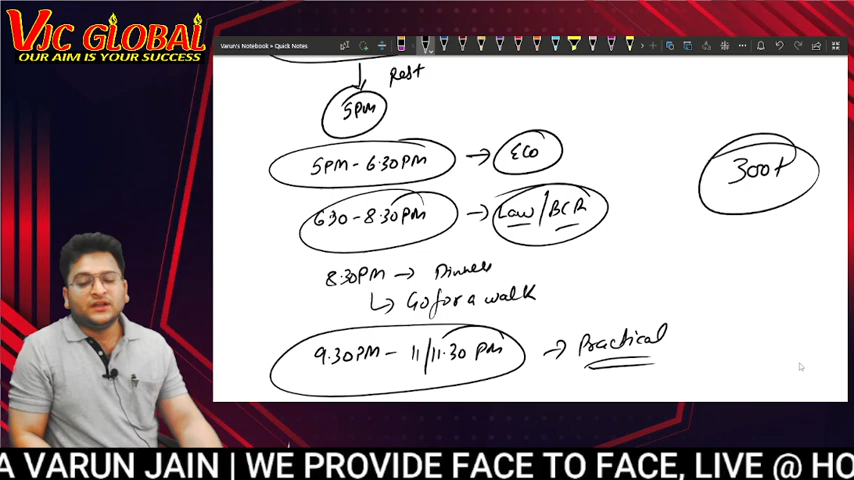 VJC GLOBAL
OUR AIM IS YOUR SUCCESS
Varun's Notebook » Quick Notes
Rest
5PM
5PM - 6.30PM → ECO
300+
6.30 - 8.30PM → Law/BCR
8.30PM → Dinner
↳ Go for a walk
9.30PM - 11/11.30 PM → Practical
A VARUN JAIN | WE PROVIDE FACE TO FACE, LIVE @ HO